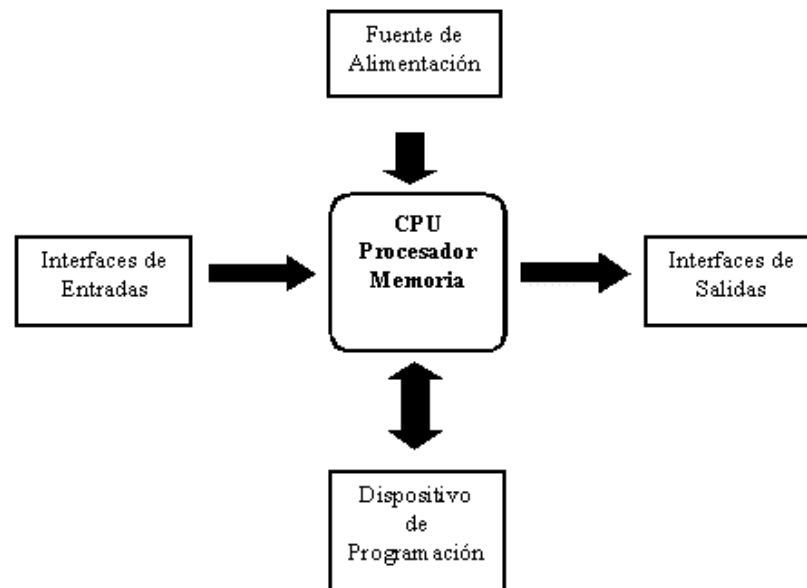 Fuente de
Alimentación
CPU
Procesador
Memoria
Interfaces de
Entradas
Interfaces de
Salidas
Dispositivo
de
Programación